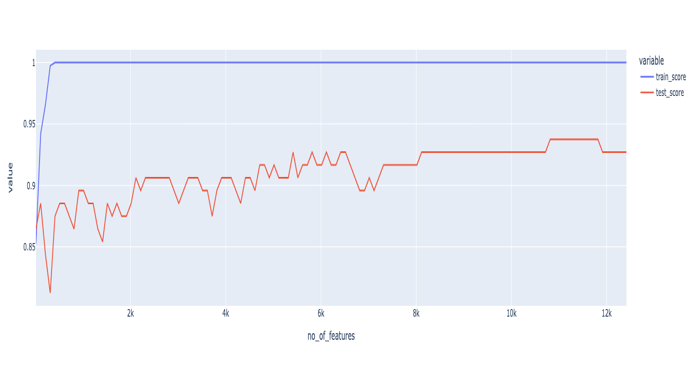 variable
train_score
test_score
value
1
0.95
0.9
0.85
2k
4k
6k
8k
10k
12k
no_of_features